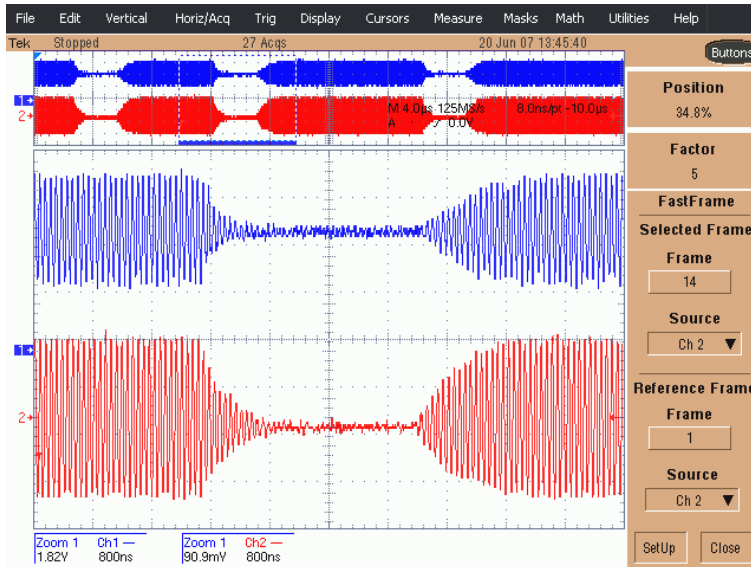 File Edit Vertical Horiz/Acq Trig Display Cursors Measure Masks Math Utilities Help
Tek Stopped 27 Acqs 20 Jun 07 13:45:40
Buttons
1
2
M 4.0µs 125MS/s 8.0ns/pt -10.0µs
A 0.0V
Position
34.8%
Factor
5
FastFrame
Selected Frame
Frame
14
Source
Ch 2
Reference Frame
Frame
1
Source
Ch 2
SetUp Close
1
2
Zoom 1 Ch1 Zoom 1 Ch2
1.82V 800ns 90.9mV 800ns